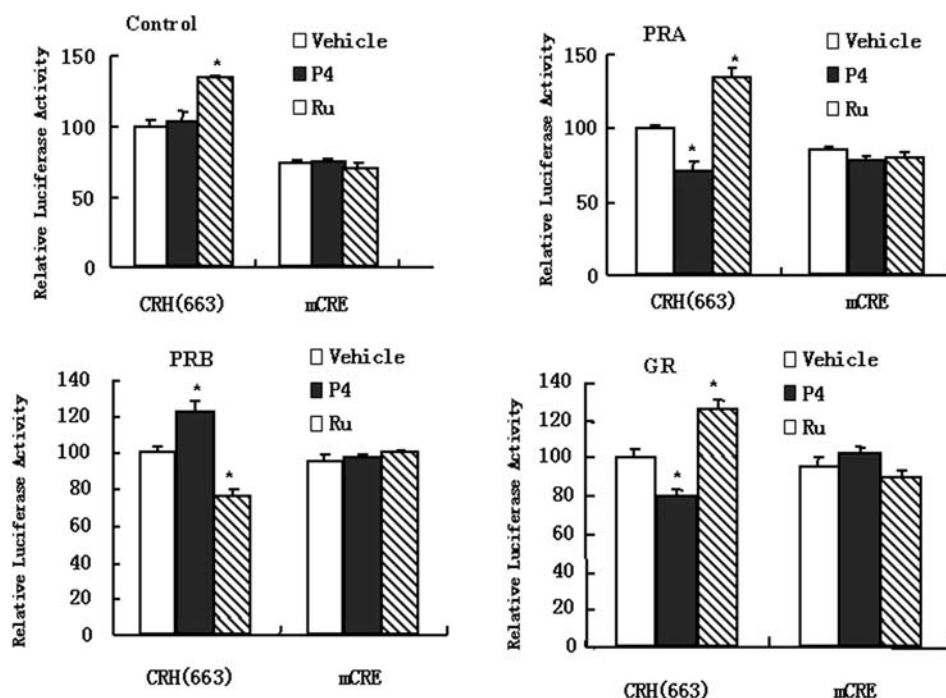 Control
Vehicle
P4
Ru
*
150
100
50
0
Relative Luciferase Activity
CRH(663) mCRE
PRA
Vehicle
P4
Ru
*
*
150
100
50
0
Relative Luciferase Activity
CRH(663) mCRE
PRB
Vehicle
P4
Ru
*
*
140
120
100
80
60
40
20
0
Relative Luciferase Activity
CRH(663) mCRE
GR
Vehicle
P4
Ru
*
*
140
120
100
80
60
40
20
0
Relative Luciferase Activity
CRH(663) mCRE